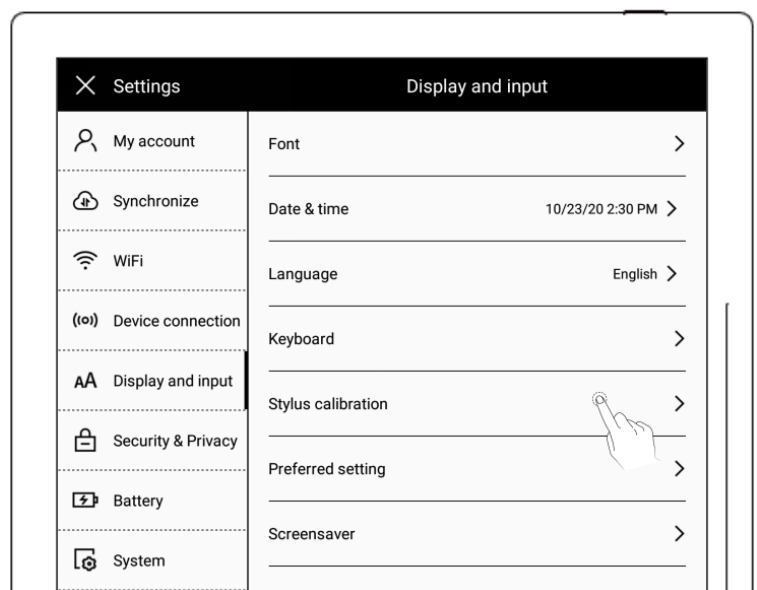 Settings
Display and input
My account
Synchronize
WiFi
Device connection
AA Display and input
Security & Privacy
Battery
System
Font
Date & time 10/23/20 2:30 PM
Language English
Keyboard
Stylus calibration
Preferred setting
Screensaver